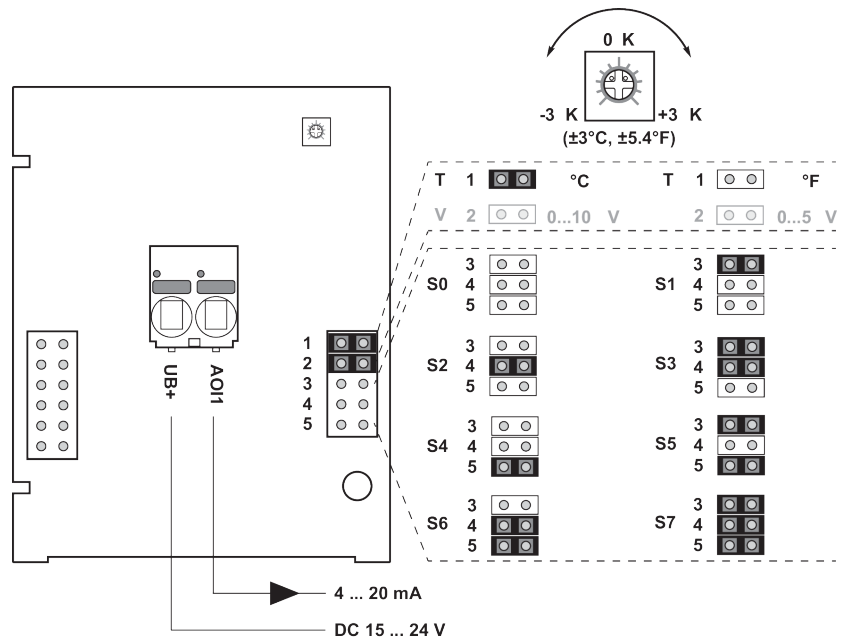 0 K
-3 K +3 K
(±3°C, ±5.4°F)
T 1 °C T 1 °F
V 2 0...10 V 2 0...5 V
S0 3 4 5 S1 3 4 5
S2 3 4 5 S3 3 4 5
S4 3 4 5 S5 3 4 5
S6 3 4 5 S7 3 4 5
1
2
3
4
5
UB+
AOI1
4 ... 20 mA
DC 15 ... 24 V